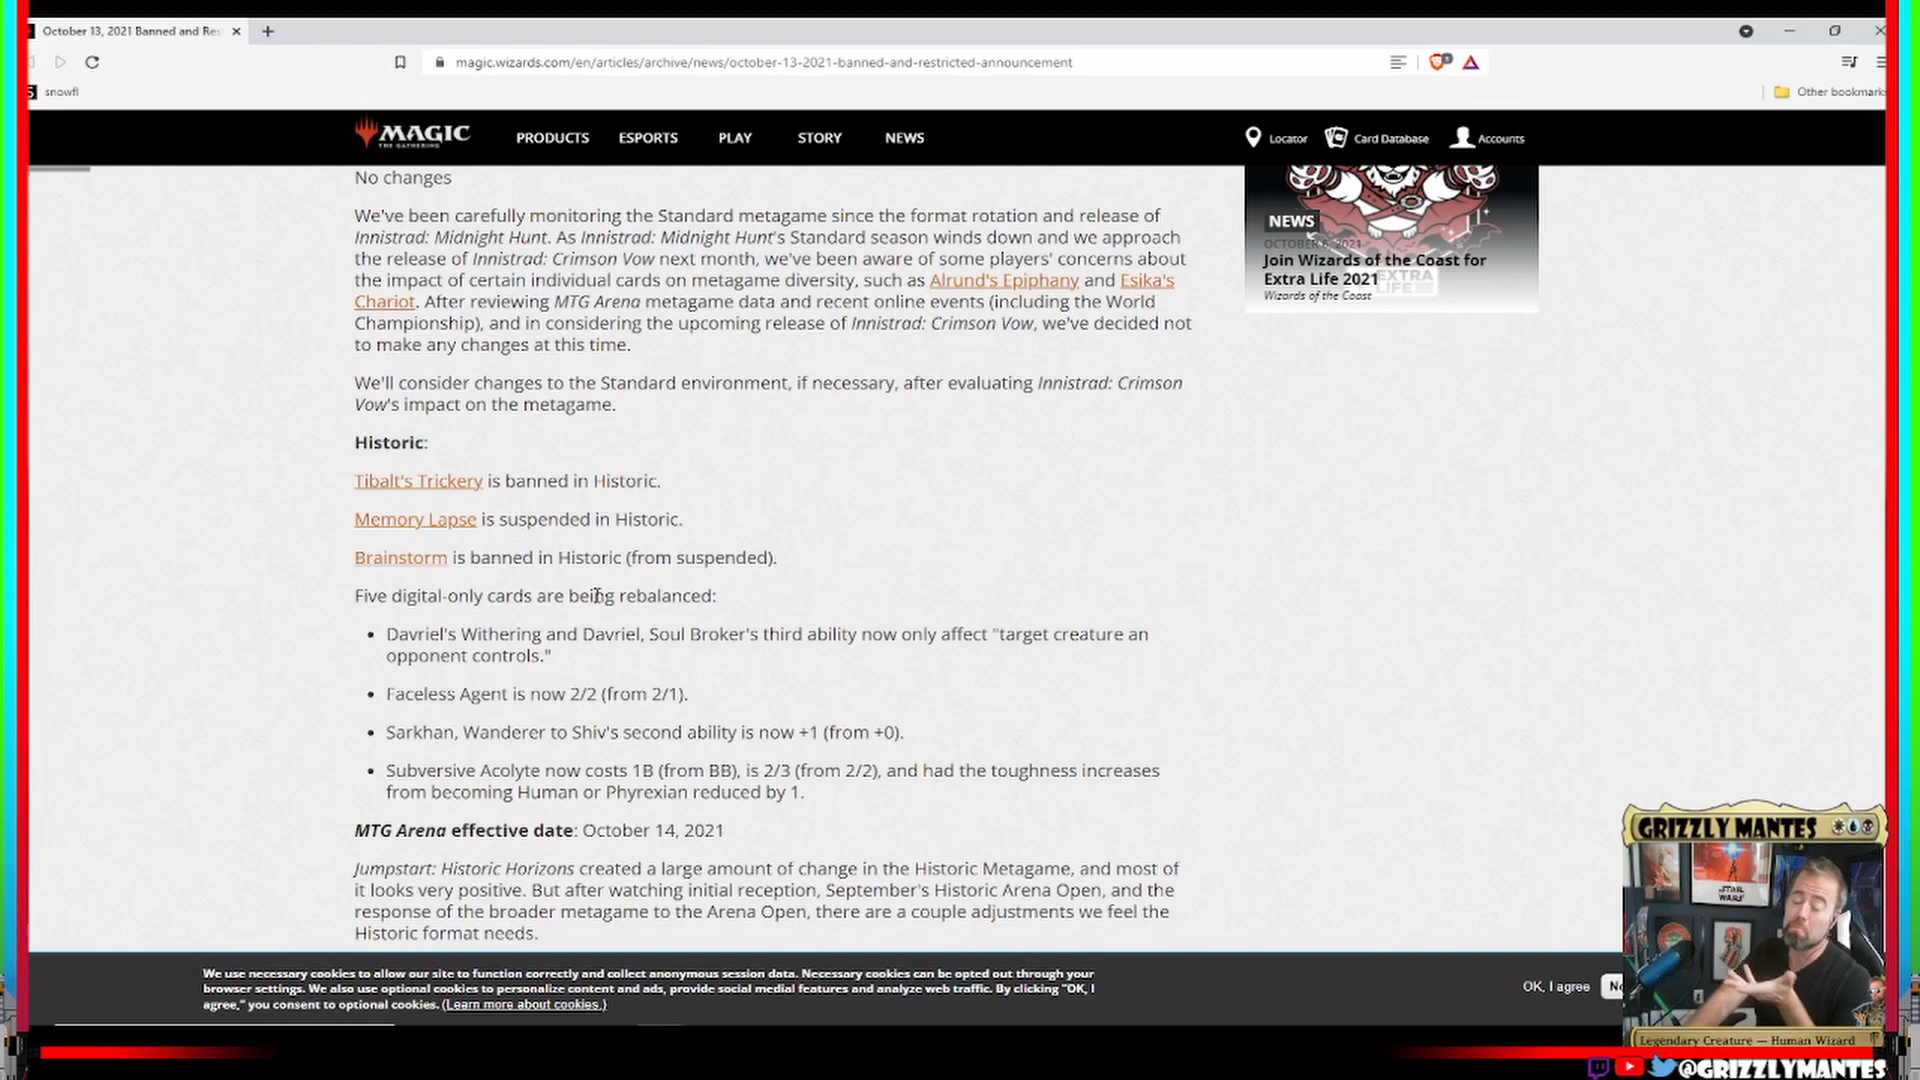 October 13, 2021 Banned and Res
magic.wizards.com/en/articles/archive/news/october-13-2021-banned-and-restricted-announcement
snowfl
Other bookmarks
MAGIC
THE GATHERING
PRODUCTS
ESPORTS
PLAY
STORY
NEWS
Locator
Card Database
Accounts
No changes
We've been carefully monitoring the Standard metagame since the format rotation and release of
Innistrad: Midnight Hunt. As Innistrad: Midnight Hunt's Standard season winds down and we approach
the release of Innistrad: Crimson Vow next month, we've been aware of some players' concerns about
the impact of certain individual cards on metagame diversity, such as Alrund's Epiphany and Esika's
Chariot. After reviewing MTG Arena metagame data and recent online events (including the World
Championship), and in considering the upcoming release of Innistrad: Crimson Vow, we've decided not
to make any changes at this time.
We'll consider changes to the Standard environment, if necessary, after evaluating Innistrad: Crimson
Vow's impact on the metagame.
Historic:
Tibalt's Trickery is banned in Historic.
Memory Lapse is suspended in Historic.
Brainstorm is banned in Historic (from suspended).
Five digital-only cards are being rebalanced:
• Davriel's Withering and Davriel, Soul Broker's third ability now only affect "target creature an
opponent controls."
• Faceless Agent is now 2/2 (from 2/1).
• Sarkhan, Wanderer to Shiv's second ability is now +1 (from +0).
• Subversive Acolyte now costs 1B (from BB), is 2/3 (from 2/2), and had the toughness increases
from becoming Human or Phyrexian reduced by 1.
MTG Arena effective date: October 14, 2021
Jumpstart: Historic Horizons created a large amount of change in the Historic Metagame, and most of
it looks very positive. But after watching initial reception, September's Historic Arena Open, and the
response of the broader metagame to the Arena Open, there are a couple adjustments we feel the
Historic format needs.
NEWS
OCTOBER 6, 2021
Join Wizards of the Coast for
Extra Life 2021
Wizards of the Coast
EXTRA
LIFE
We use necessary cookies to allow our site to function correctly and collect anonymous session data. Necessary cookies can be opted out through your
browser settings. We also use optional cookies to personalize content and ads, provide social medial features and analyze web traffic. By clicking "OK, I
agree," you consent to optional cookies. (Learn more about cookies.)
OK, I agree
GRIZZLY MANTES
STAR
WARS
Legendary Creature — Human Wizard
@GRIZZLYMANTES